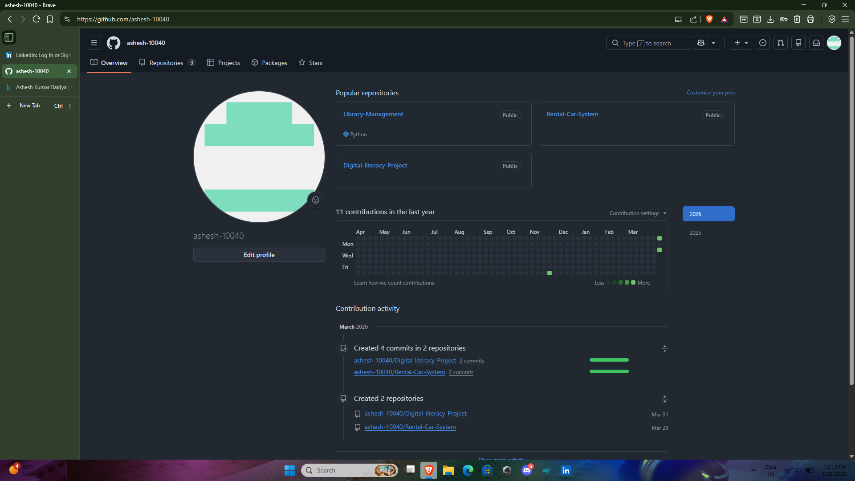 ashesh-10040 - Brave
https://github.com/ashesh-10040
LinkedIn: Log In or Sign
ashesh-10040
Ashesh Kumar Baidya
New Tab
Ctrl
ashesh-10040
Type [/] to search
Overview
Repositories 3
Projects
Packages
Stars
Popular repositories
Customize your pins
Library-Management
Public
Python
Rental-Car-System
Public
Digital-literacy-Project
Public
ashesh-10040
Edit profile
11 contributions in the last year
Contribution settings
2026
2025
Apr May Jun Jul Aug Sep Oct Nov Dec Jan Feb Mar
Mon
Wed
Fri
Learn how we count contributions
Less
More
Contribution activity
March 2026
Created 4 commits in 2 repositories
ashesh-10040/Digital-literacy-Project 2 commits
ashesh-10040/Rental-Car-System 2 commits
Created 2 repositories
ashesh-10040/Digital-literacy-Project
Mar 31
ashesh-10040/Rental-Car-System
Mar 29
Show more activity
Search
ENG
US